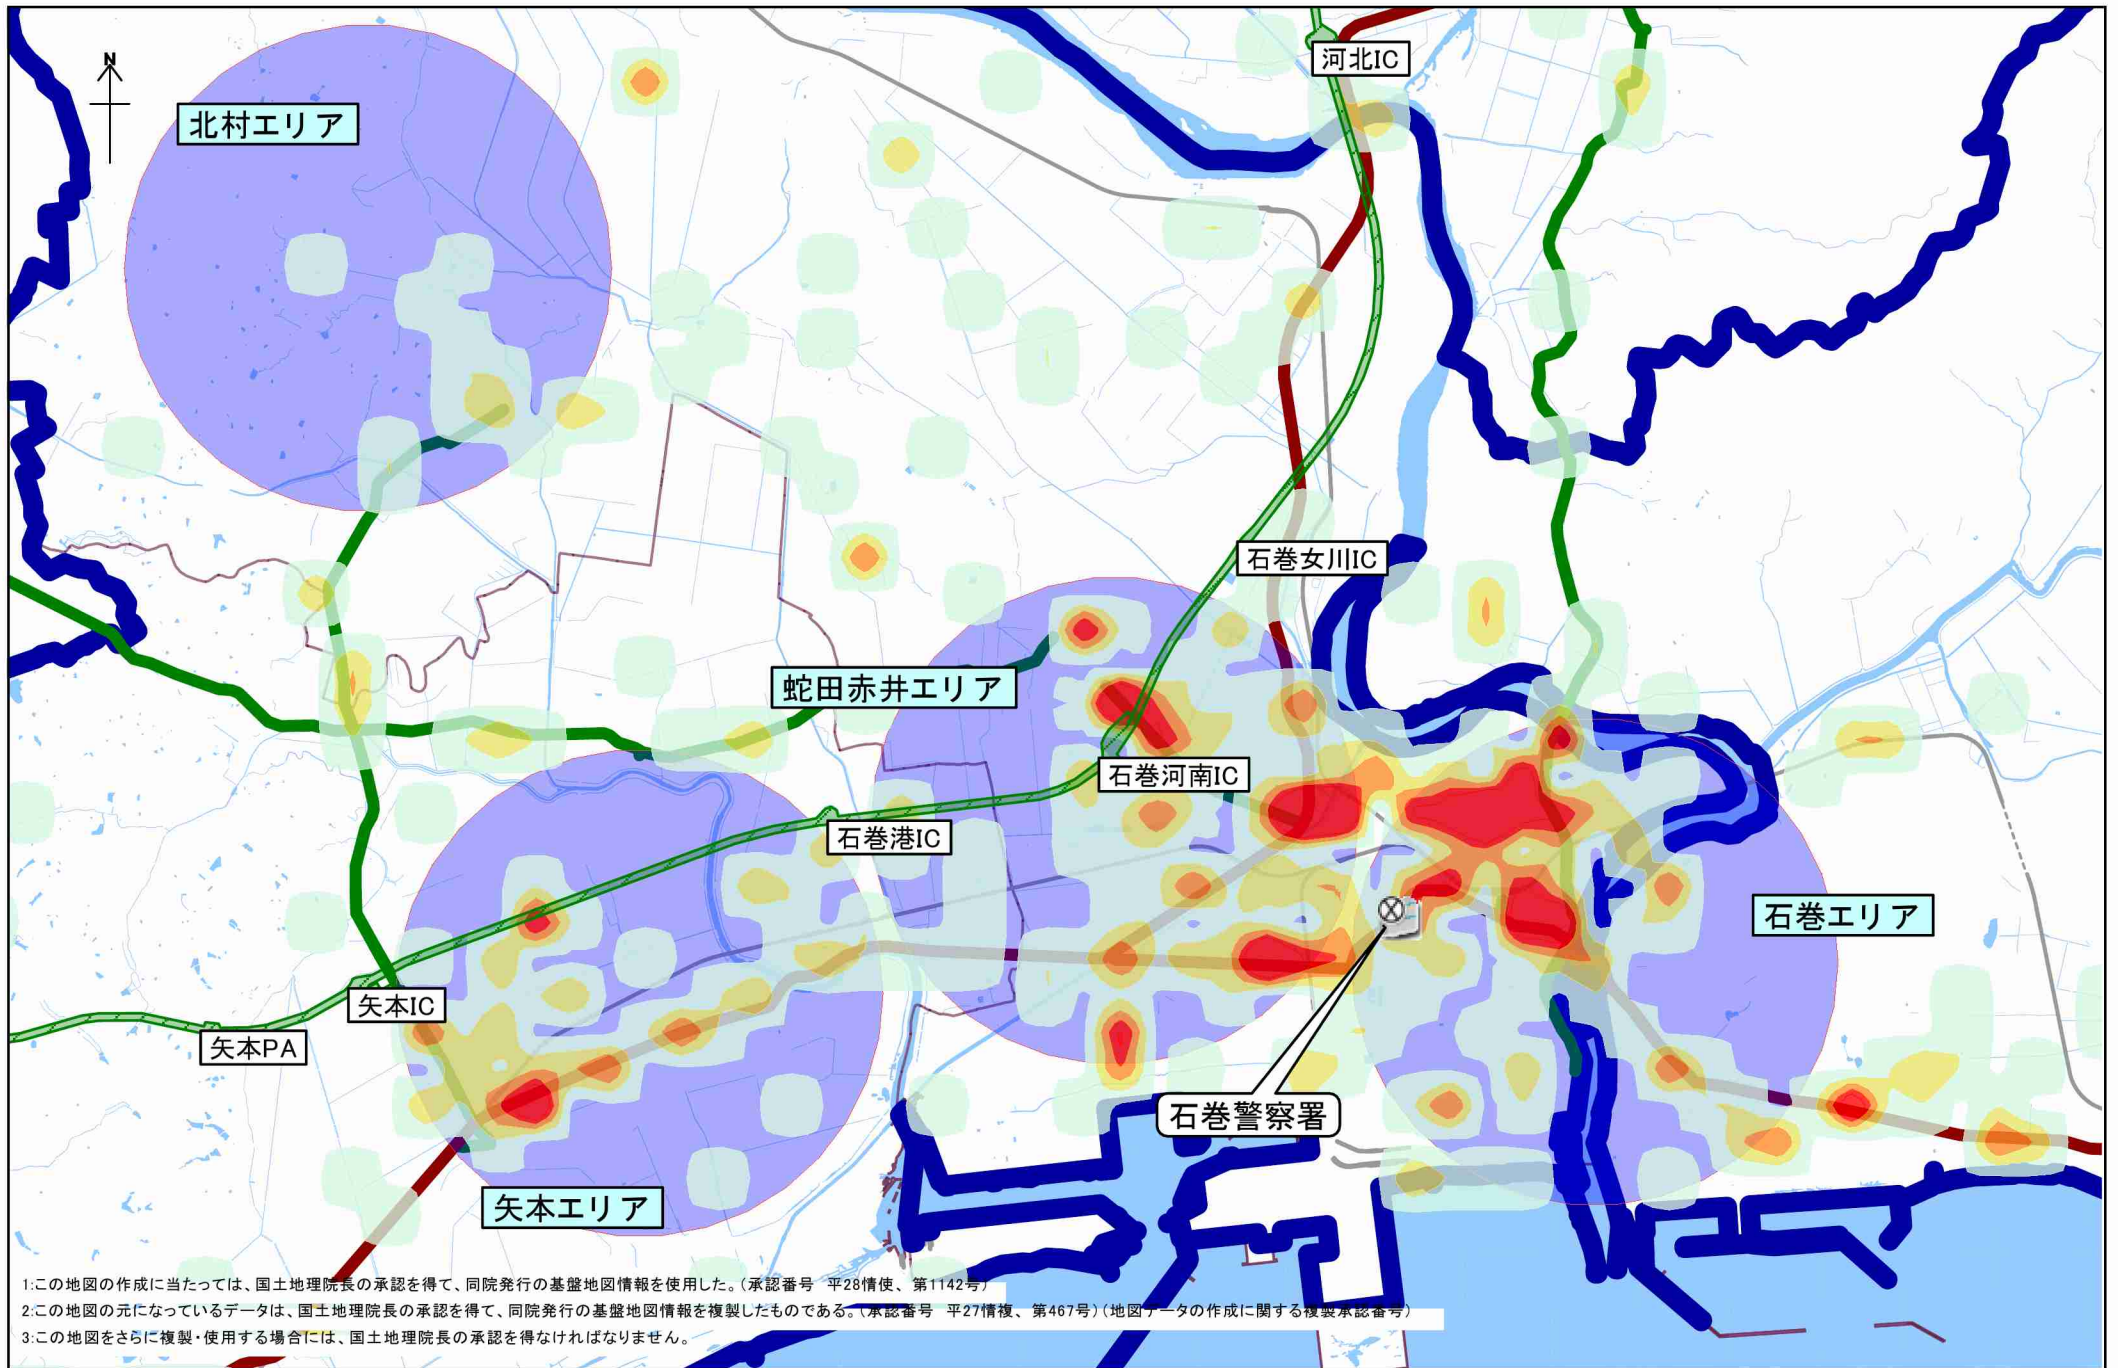 河北IC
N
北村エリア
石巻女川IC
蛇田赤井エリア
石巻河南IC
石巻港IC
石巻エリア
矢本IC
矢本PA
石巻警察署
矢本エリア
1:この地図の作成に当たっては、国土地理院長の承認を得て、同院発行の基盤地図情報を使用した。(承認番号　平28情使、第1142号)
2:この地図の元になっているデータは、国土地理院長の承認を得て、同院発行の基盤地図情報を複製したものである。(承認番号　平27情複、第467号)(地図データの作成に関する複製承認番号)
3:この地図をさらに複製・使用する場合には、国土地理院長の承認を得なければなりません。